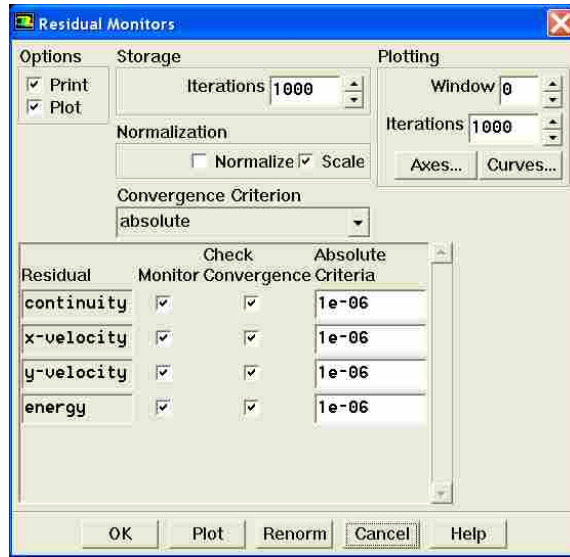 Residual Monitors
Options
Print
Plot
Storage
Iterations 1000
Normalization
Normalize Scale
Convergence Criterion
absolute
Plotting
Window 0
Iterations 1000
Axes... Curves...
Residual Monitor Check Convergence Absolute Criteria
continuity 1e-06
x-velocity 1e-06
y-velocity 1e-06
energy 1e-06
OK Plot Renorm Cancel Help